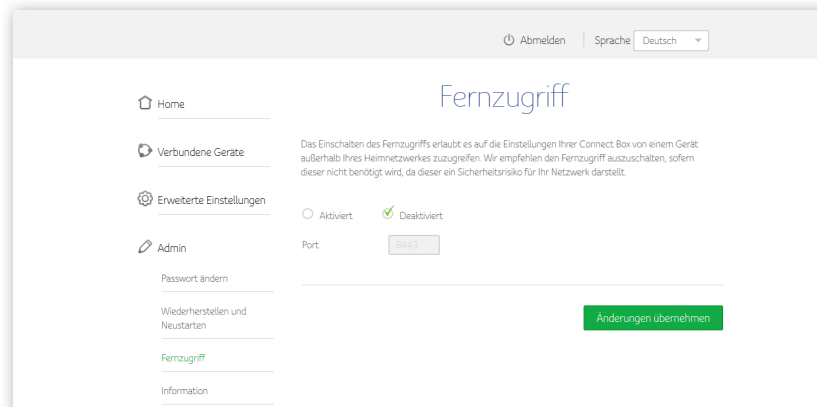 Abmelden
Sprache Deutsch
Fernzugriff
Home
Verbundene Geräte
Erweiterte Einstellungen
Admin
Passwort ändern
Wiederherstellen und
Neustarten
Fernzugriff
Information
Das Einschalten des Fernzugriffs erlaubt es auf die Einstellungen Ihrer Connect Box von einem Gerät
außerhalb Ihres Heimnetzwerkes zuzugreifen. Wir empfehlen den Fernzugriff auszuschalten, sofern
dieser nicht benötigt wird, da dieser ein Sicherheitsrisiko für Ihr Netzwerk darstellt.
Aktiviert Deaktiviert
Port 8443
Änderungen übernehmen